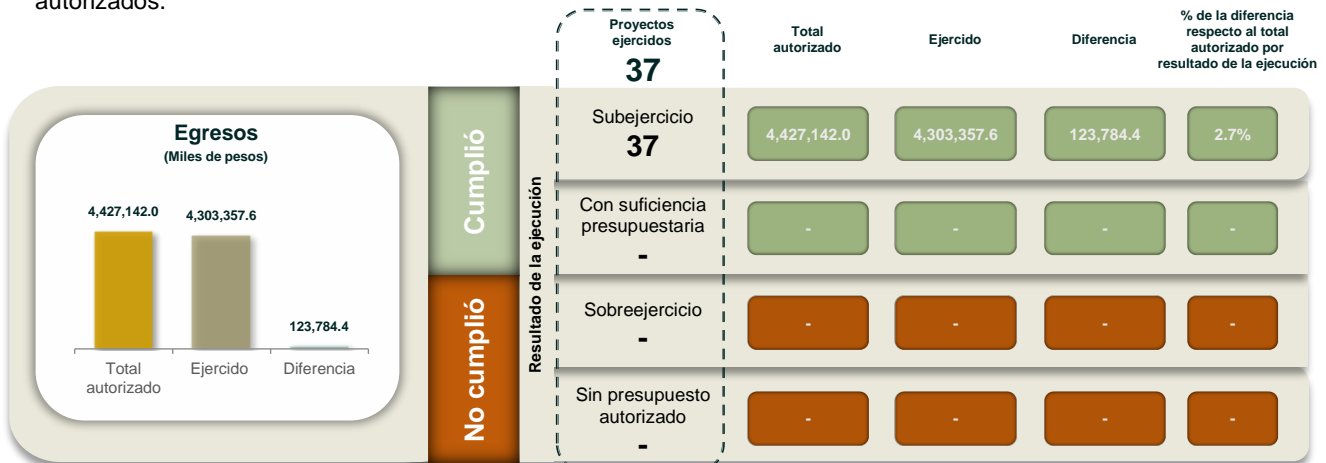 autorizados.
Proyectos
ejercidos
37
Total
autorizado
Ejercido
Diferencia
% de la diferencia
respecto al total
autorizado por
resultado de la ejecución
Egresos
(Miles de pesos)
4,427,142.0
4,303,357.6
123,784.4
Total
autorizado
Ejercido
Diferencia
Cumplió
No cumplió
Resultado de la ejecución
Subejercicio
37
4,427,142.0
4,303,357.6
123,784.4
2.7%
Con suficiencia
presupuestaria
-
-
-
-
-
Sobreejercicio
-
-
-
-
-
Sin presupuesto
autorizado
-
-
-
-
-